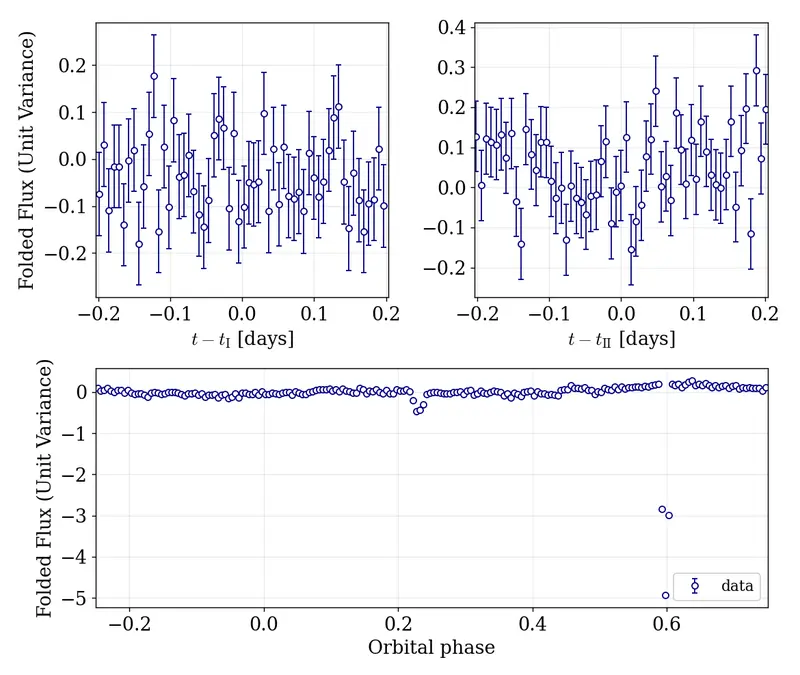 Folded Flux (Unit Variance)
0.2
0.1
0.0
−0.1
−0.2
−0.2 −0.1 0.0 0.1 0.2
t − tI [days]
0.4
0.3
0.2
0.1
0.0
−0.1
−0.2
−0.2 −0.1 0.0 0.1 0.2
t − tII [days]
Folded Flux (Unit Variance)
0
−1
−2
−3
−4
−5
data
−0.2 0.0 0.2 0.4 0.6
Orbital phase